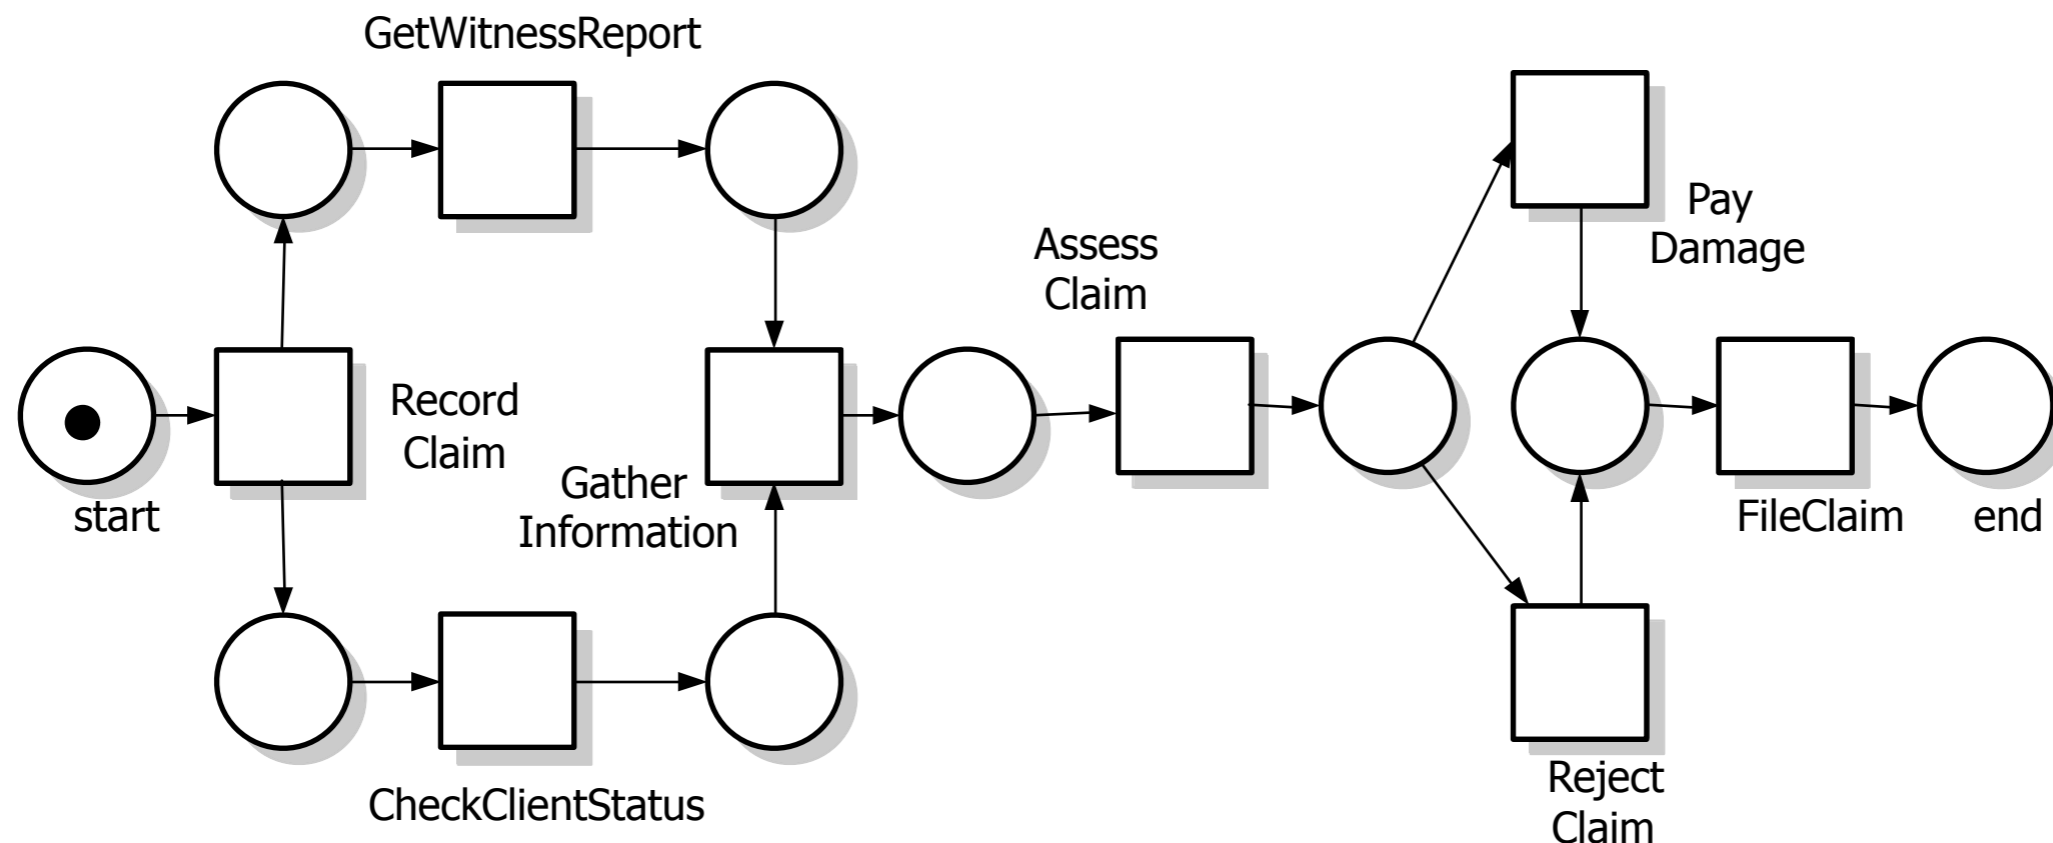 GetWitnessReport
Pay
Damage
Assess
Claim
Record
Claim
Gather
Information
start
FileClaim
end
CheckClientStatus
Reject
Claim